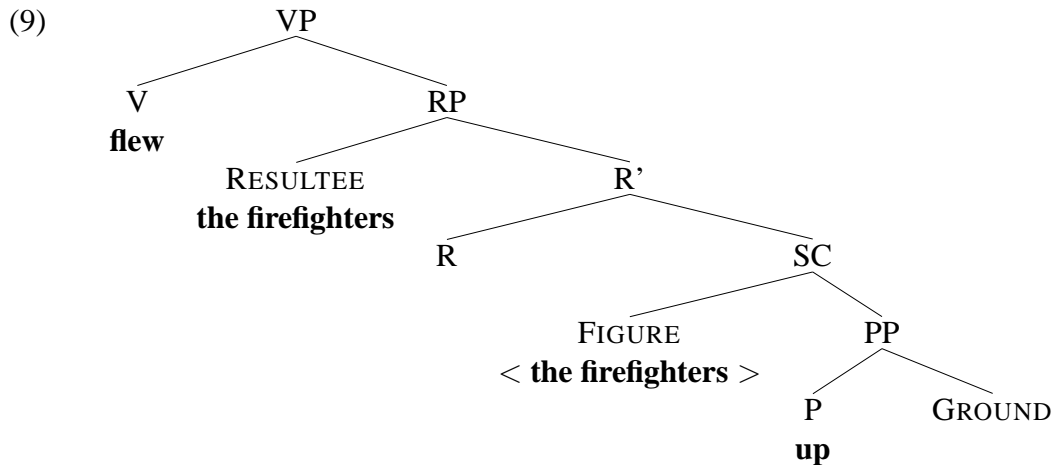 (9) VP
V RP
flew
RESULTEE R’
the firefighters
R SC
FIGURE PP
< the firefighters >
P GROUND
up